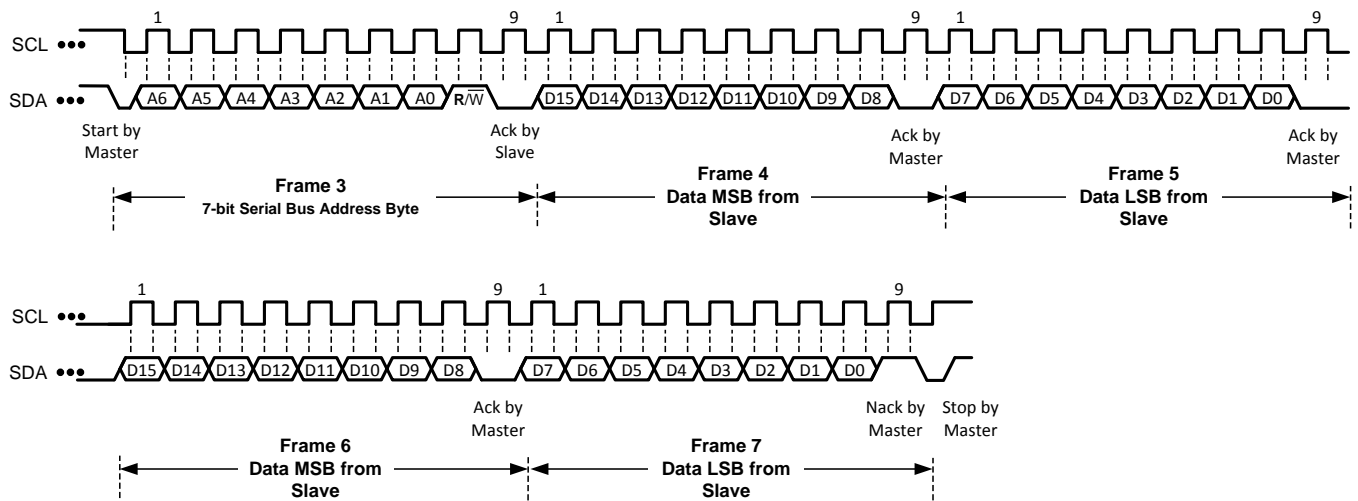 1 9 1 9 1 9
SCL •••
SDA ••• A6 A5 A4 A3 A2 A1 A0 R/W̅ D15 D14 D13 D12 D11 D10 D9 D8 D7 D6 D5 D4 D3 D2 D1 D0
Start by
Master
Ack by
Slave
Ack by
Master
Ack by
Master
Frame 3
7-bit Serial Bus Address Byte
Frame 4
Data MSB from
Slave
Frame 5
Data LSB from
Slave
1 9 1 9
SCL •••
SDA ••• D15 D14 D13 D12 D11 D10 D9 D8 D7 D6 D5 D4 D3 D2 D1 D0
Ack by
Master
Nack by
Master
Stop by
Master
Frame 6
Data MSB from
Slave
Frame 7
Data LSB from
Slave